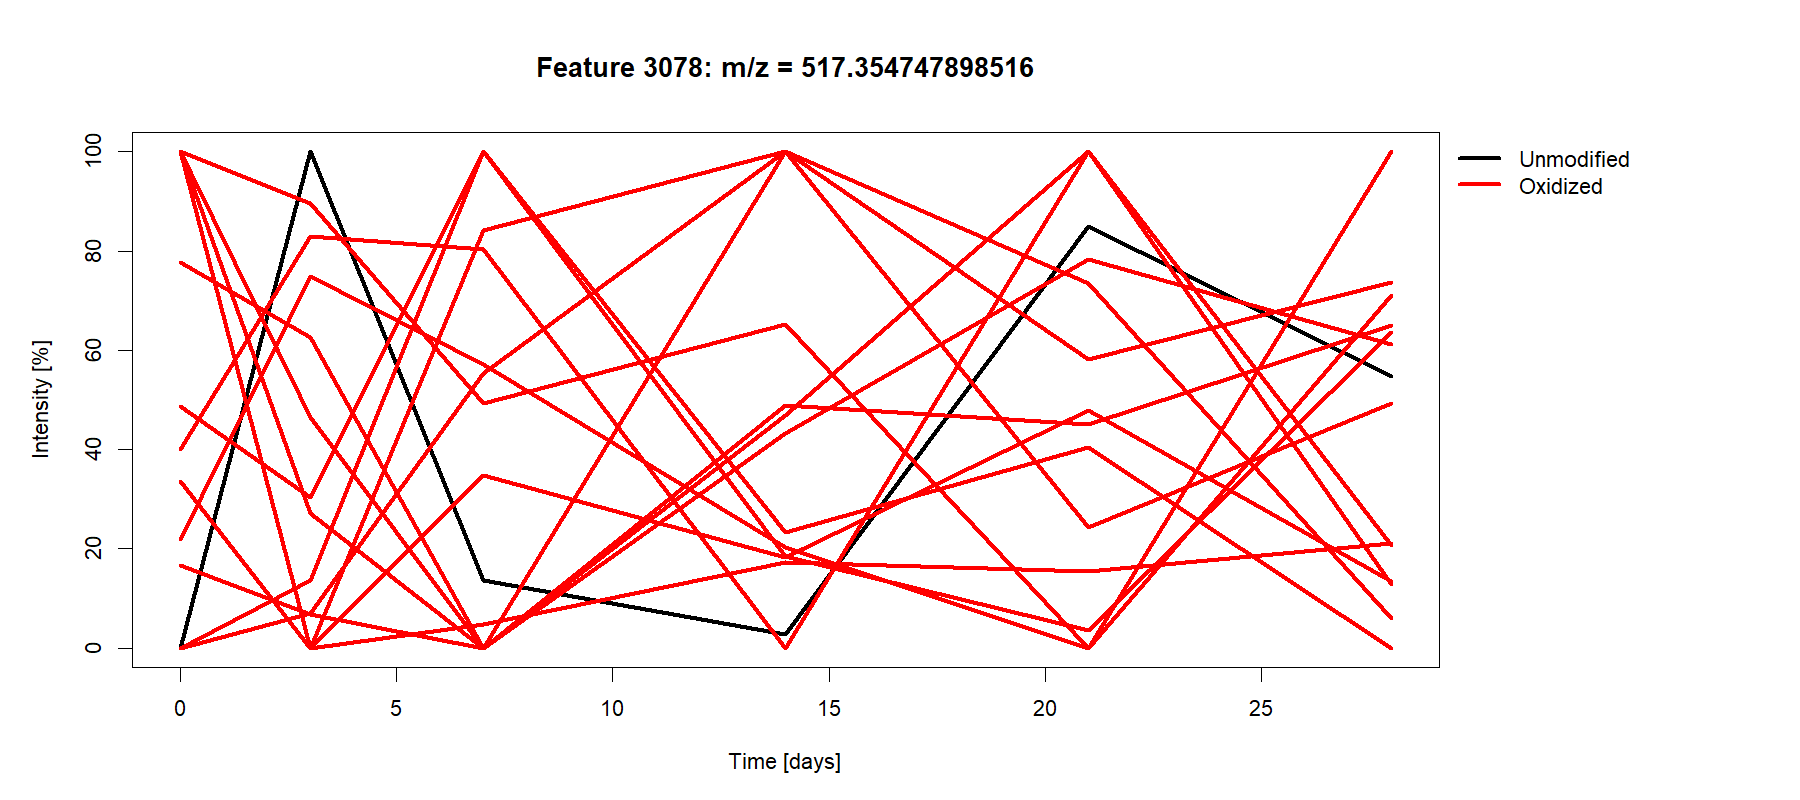 Feature 3078: m/z = 517.354747898516
Unmodified
Oxidized
Intensity [%]
100
80
60
40
20
0
0 5 10 15 20 25
Time [days]